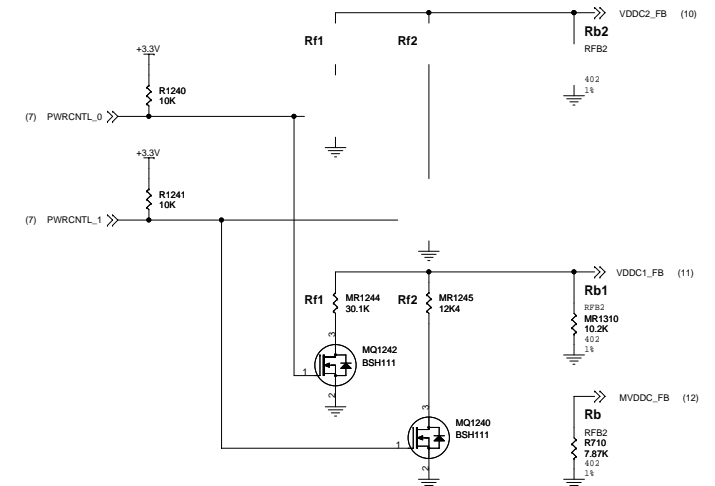 VDDC2_FB (10)
Rf1 Rf2 Rb2
RFB2
+3.3V
R1240
10K
402
1%
(7) PWRCNTL_0
+3.3V
R1241
10K
(7) PWRCNTL_1
VDDC1_FB (11)
Rf1 MR1244
30.1K
Rf2 MR1245
12K4
Rb1
RFB2
MR1310
10.2K
402
1%
3
MQ1242
BSH111
1
2
MVDDC_FB (12)
Rb
RFB2
R710
7.87K
402
1%
3
MQ1240
BSH111
1
2